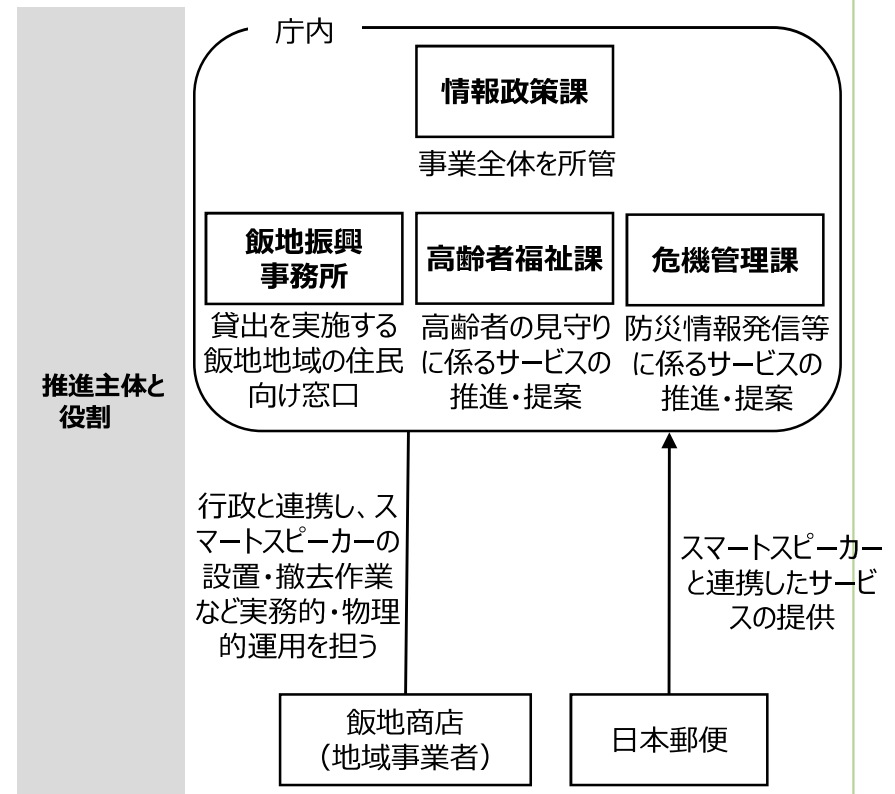 庁内
情報政策課
事業全体を所管
飯地振興
事務所
貸出を実施する
飯地地域の住民
向け窓口
高齢者福祉課
高齢者の見守り
に係るサービスの
推進・提案
危機管理課
防災情報発信等
に係るサービスの
推進・提案
推進主体と
役割
行政と連携し、ス
マートスピーカーの
設置・撤去作業
など実務的・物理
的運用を担う
スマートスピーカー
と連携したサービ
スの提供
飯地商店
（地域事業者）
日本郵便